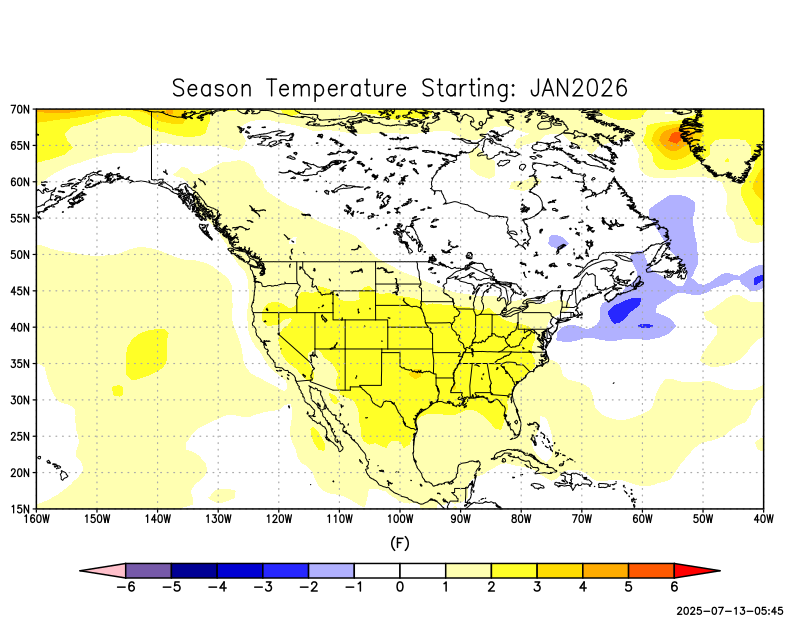 Season Temperature Starting: JAN2026
70N
65N
60N
55N
50N
45N
40N
35N
30N
25N
20N
15N
160W 150W 140W 130W 120W 110W 100W 90W 80W 70W 60W 50W 40W
(F)
−6 −5 −4 −3 −2 −1 0 1 2 3 4 5 6
2025-07-13-05:45